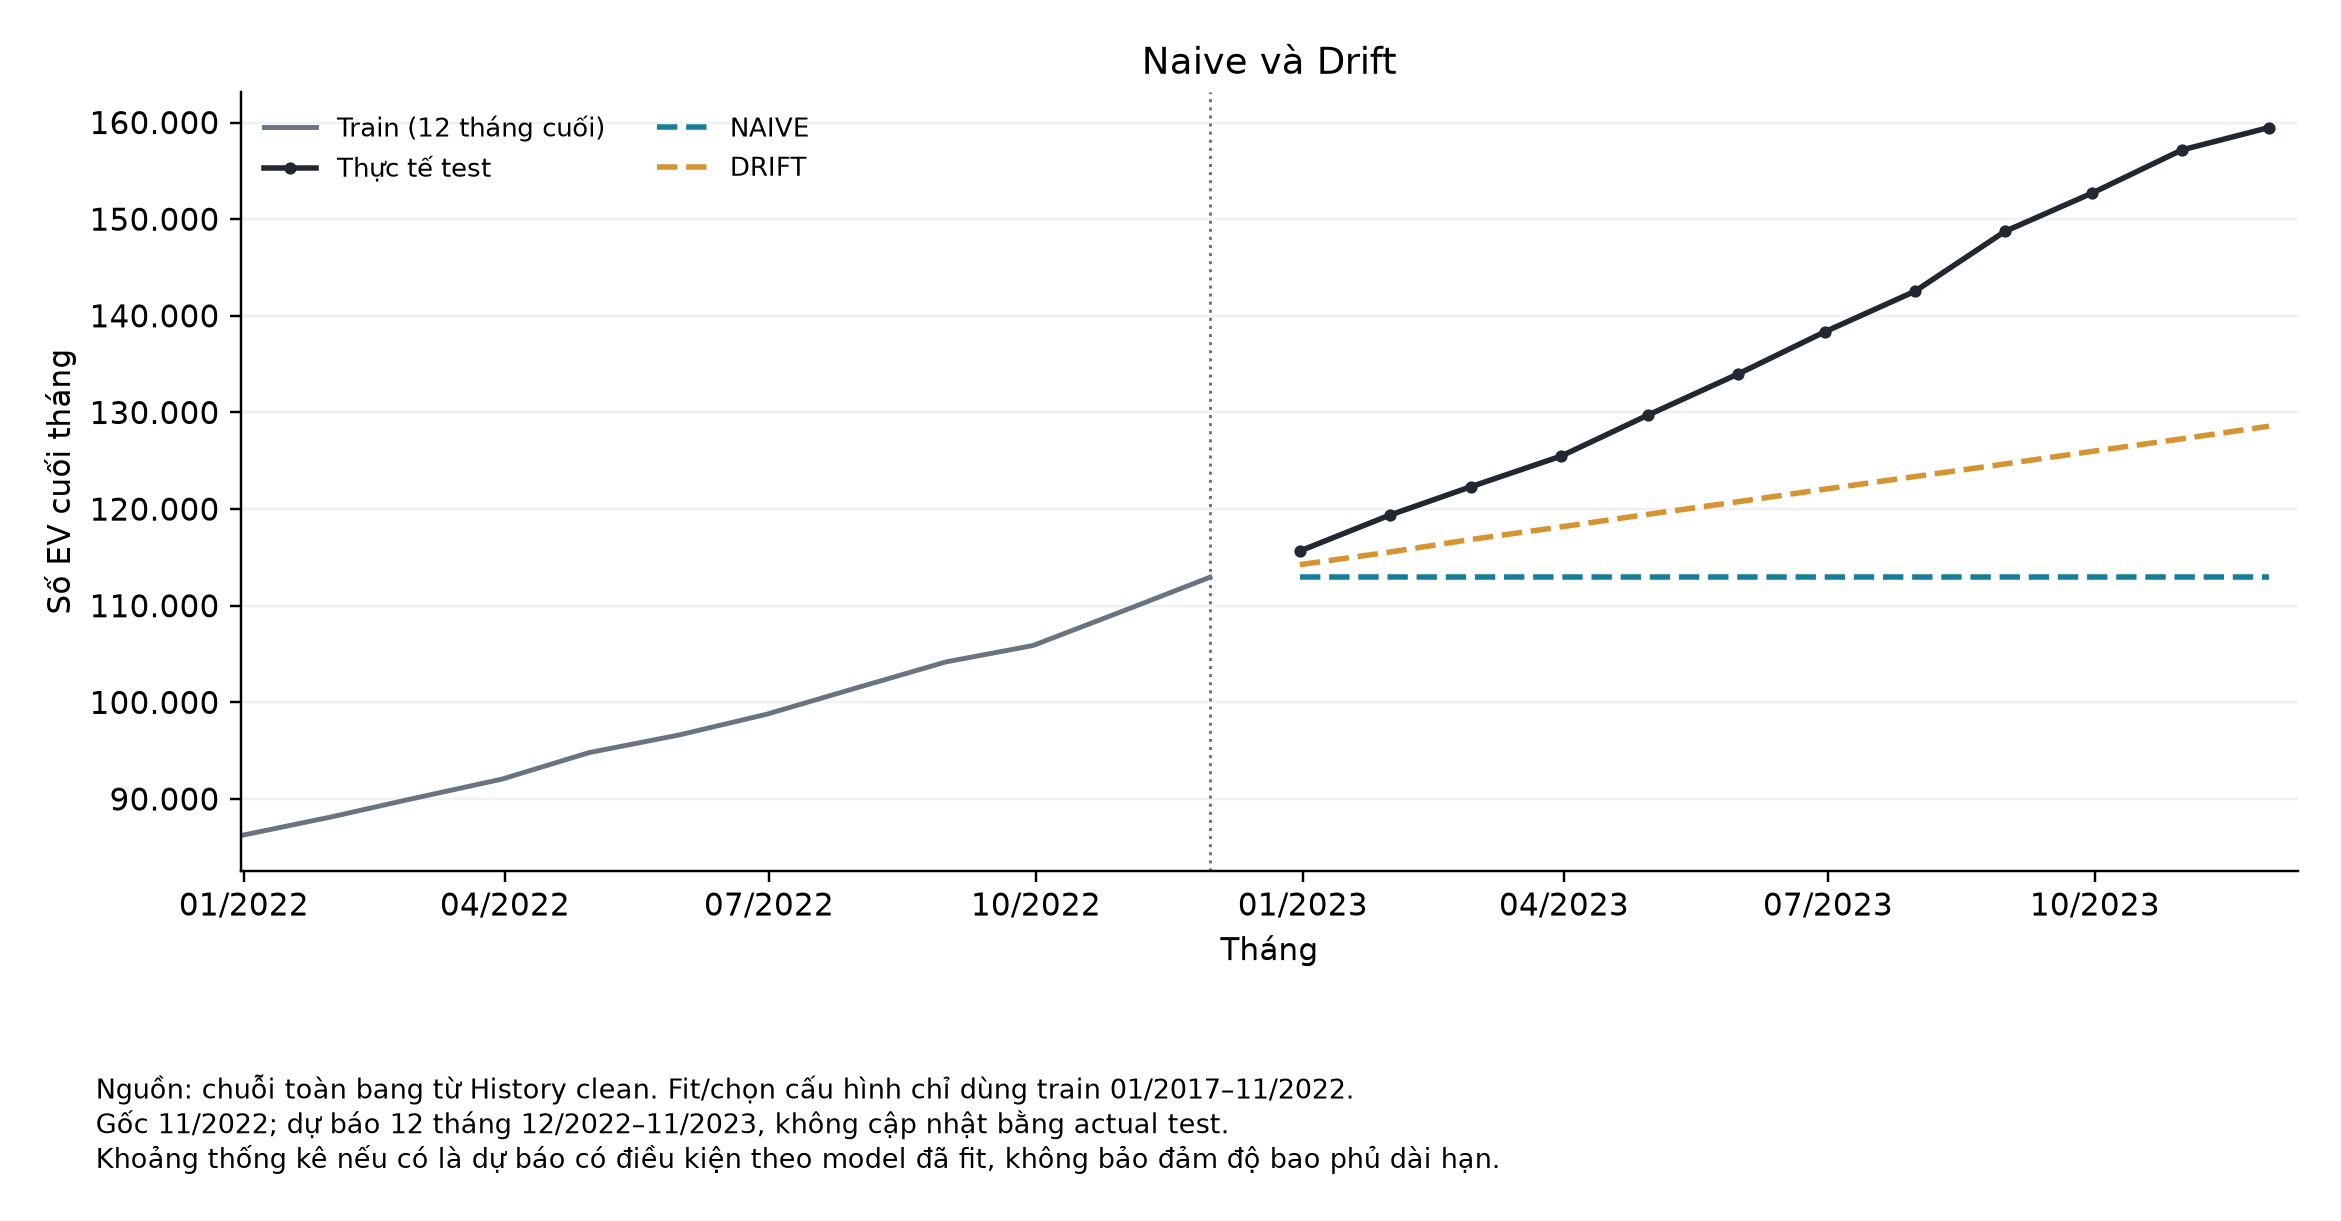 Naive và Drift
160.000
150.000
140.000
130.000
120.000
110.000
100.000
90.000
Số EV cuối tháng
Train (12 tháng cuối)
Thực tế test
NAIVE
DRIFT
01/2022
04/2022
07/2022
10/2022
01/2023
04/2023
07/2023
10/2023
Tháng
Nguồn: chuỗi toàn bang từ History clean. Fit/chọn cấu hình chỉ dùng train 01/2017–11/2022.
Gốc 11/2022; dự báo 12 tháng 12/2022–11/2023, không cập nhật bằng actual test.
Khoảng thống kê nếu có là dự báo có điều kiện theo model đã fit, không bảo đảm độ bao phủ dài hạn.